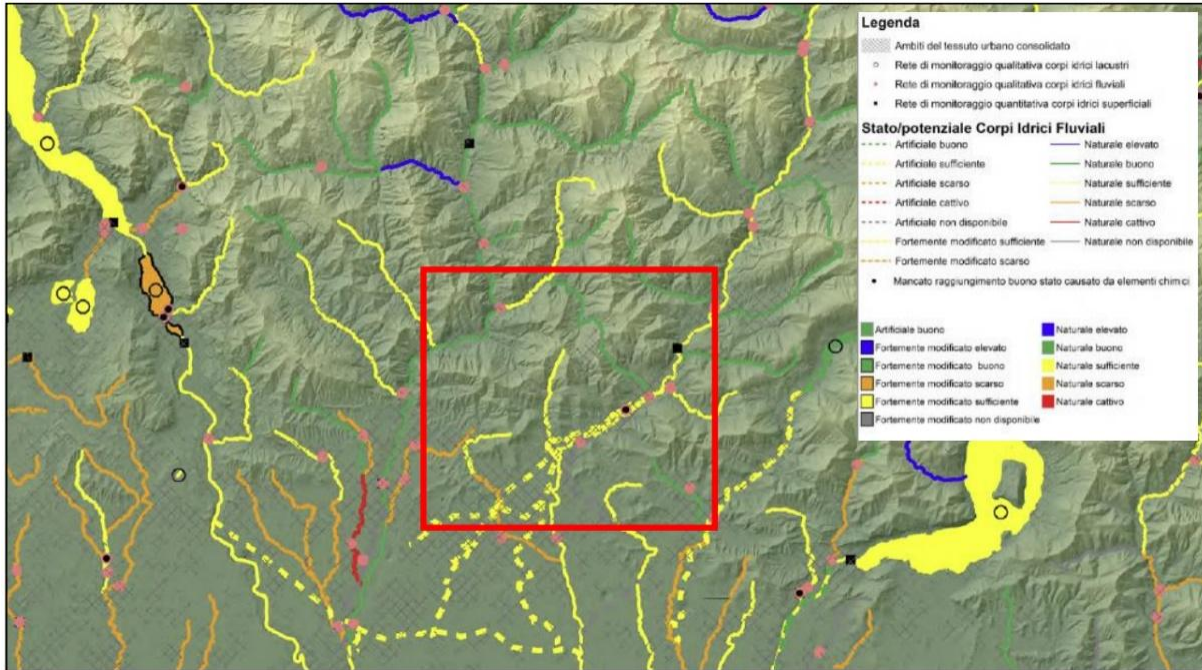 Legenda
Ambiti del tessuto urbano consolidato
Rete di monitoraggio qualitativa corpi idrici lacustri
Rete di monitoraggio qualitativa corpi idrici fluviali
Rete di monitoraggio quantitativa corpi idrici superficiali
Stato/potenziale Corpi Idrici Fluviali
Artificiale buono
Artificiale sufficiente
Artificiale scarso
Artificiale cattivo
Artificiale non disponibile
Fortemente modificato sufficiente
Fortemente modificato scarso
Naturale elevato
Naturale buono
Naturale sufficiente
Naturale scarso
Naturale cattivo
Naturale non disponibile
Mancato raggiungimento buono stato causato da elementi chimici
Artificiale buono
Fortemente modificato elevato
Fortemente modificato buono
Fortemente modificato scarso
Fortemente modificato sufficiente
Fortemente modificato non disponibile
Naturale elevato
Naturale buono
Naturale sufficiente
Naturale scarso
Naturale cattivo